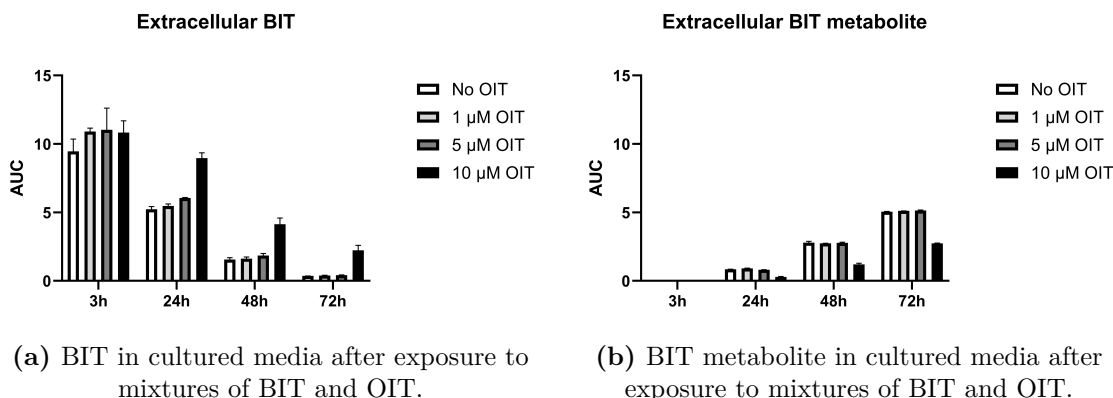 Extracellular BIT
15
10
5
0
AUC
3h
24h
48h
72h
No OIT
1 µM OIT
5 µM OIT
10 µM OIT
(a) BIT in cultured media after exposure to
mixtures of BIT and OIT.
Extracellular BIT metabolite
15
10
5
0
AUC
3h
24h
48h
72h
No OIT
1 µM OIT
5 µM OIT
10 µM OIT
(b) BIT metabolite in cultured media after
exposure to mixtures of BIT and OIT.